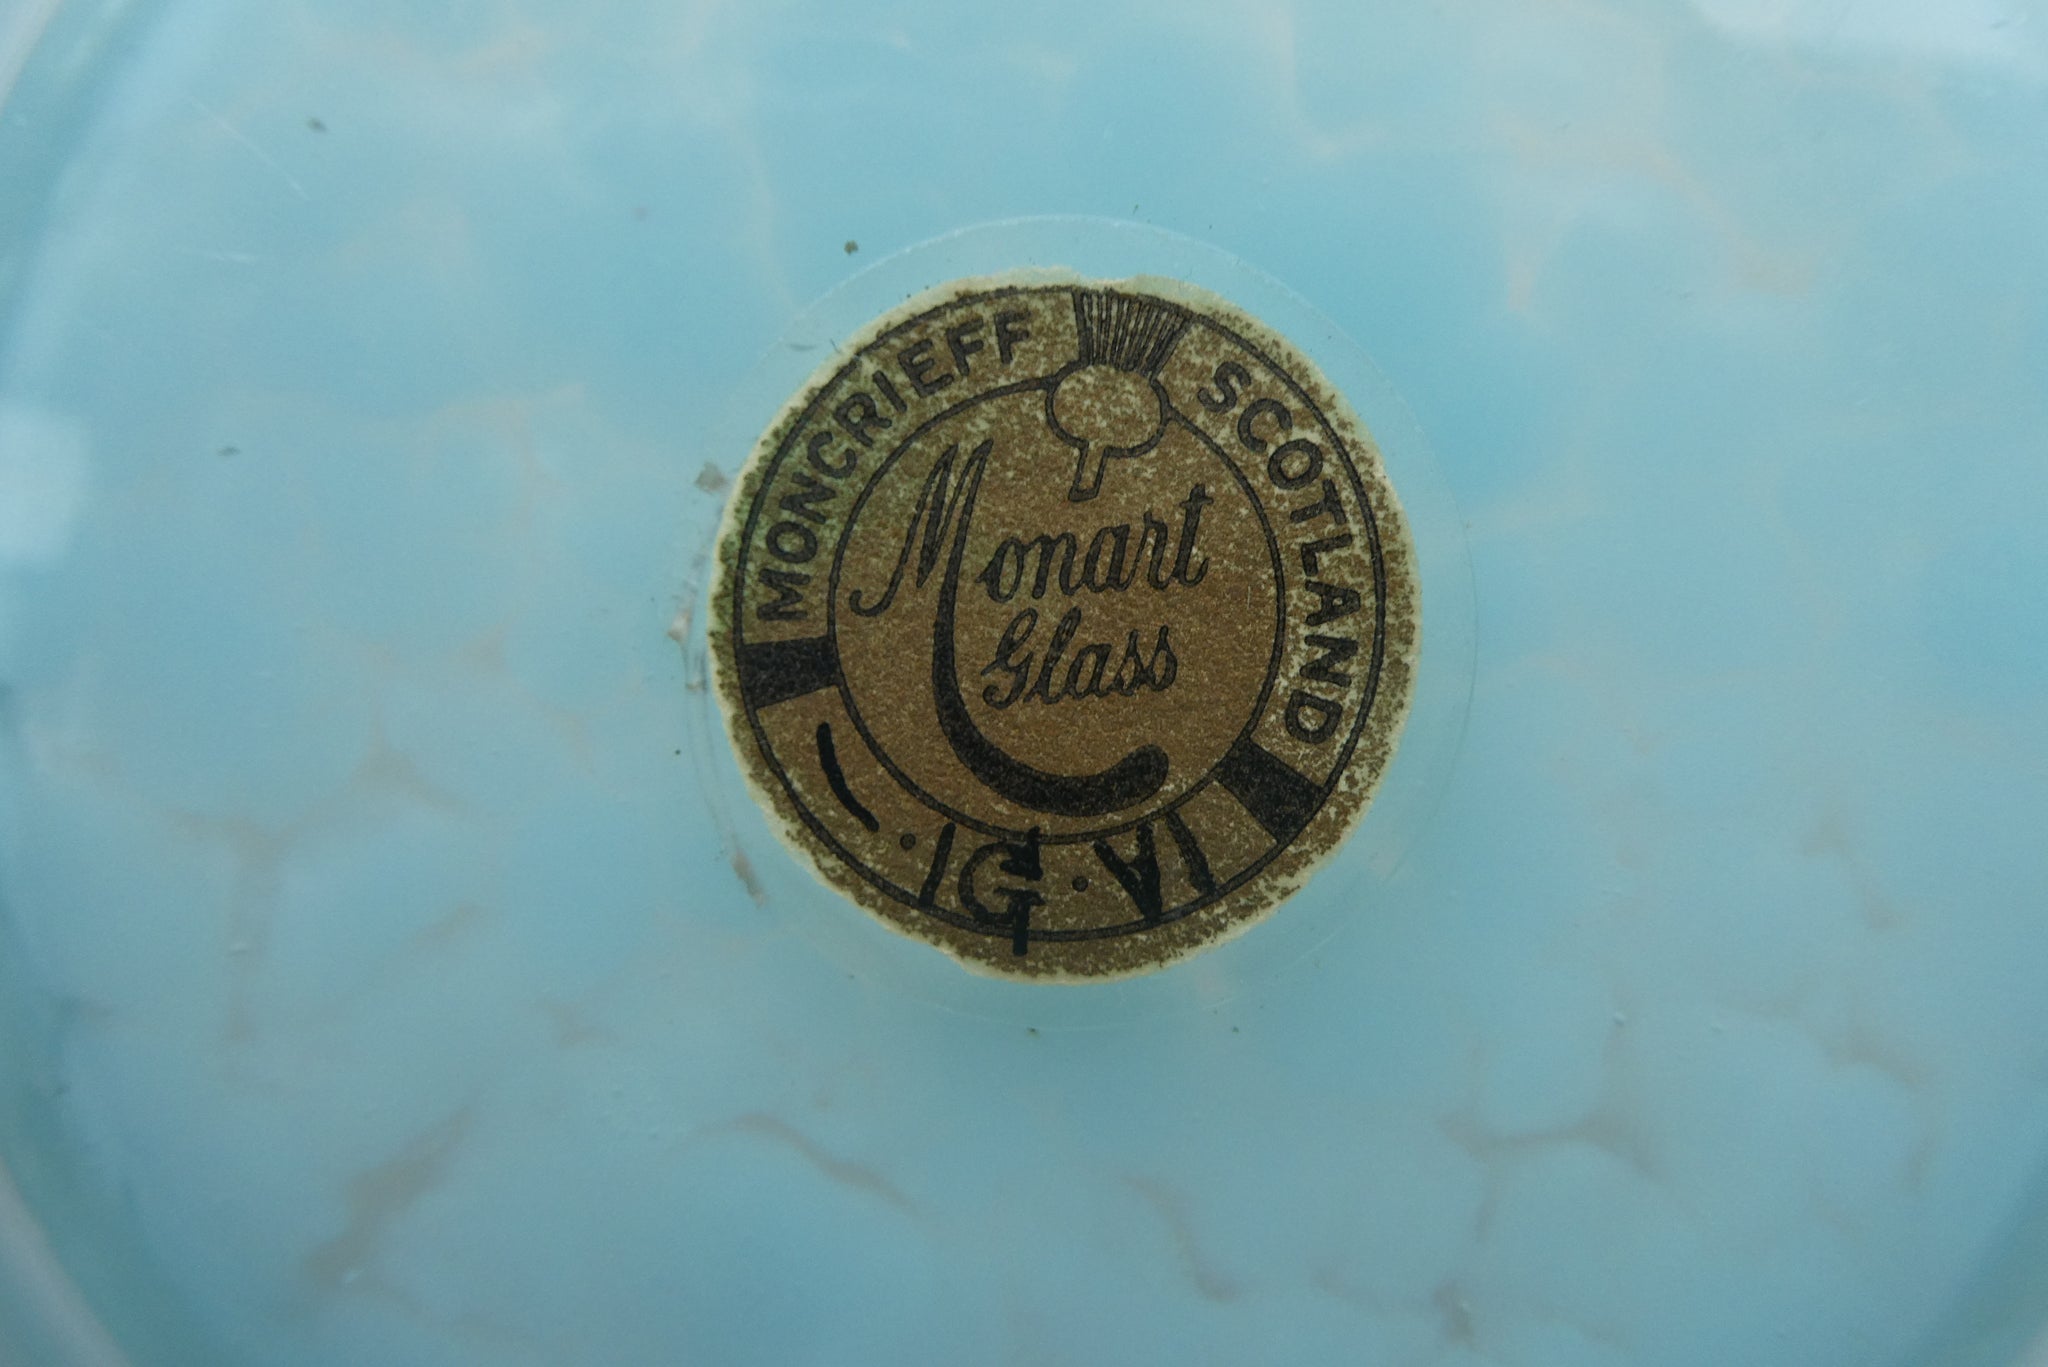 MONCRIEFF SCOTLAND
Monart
Glass